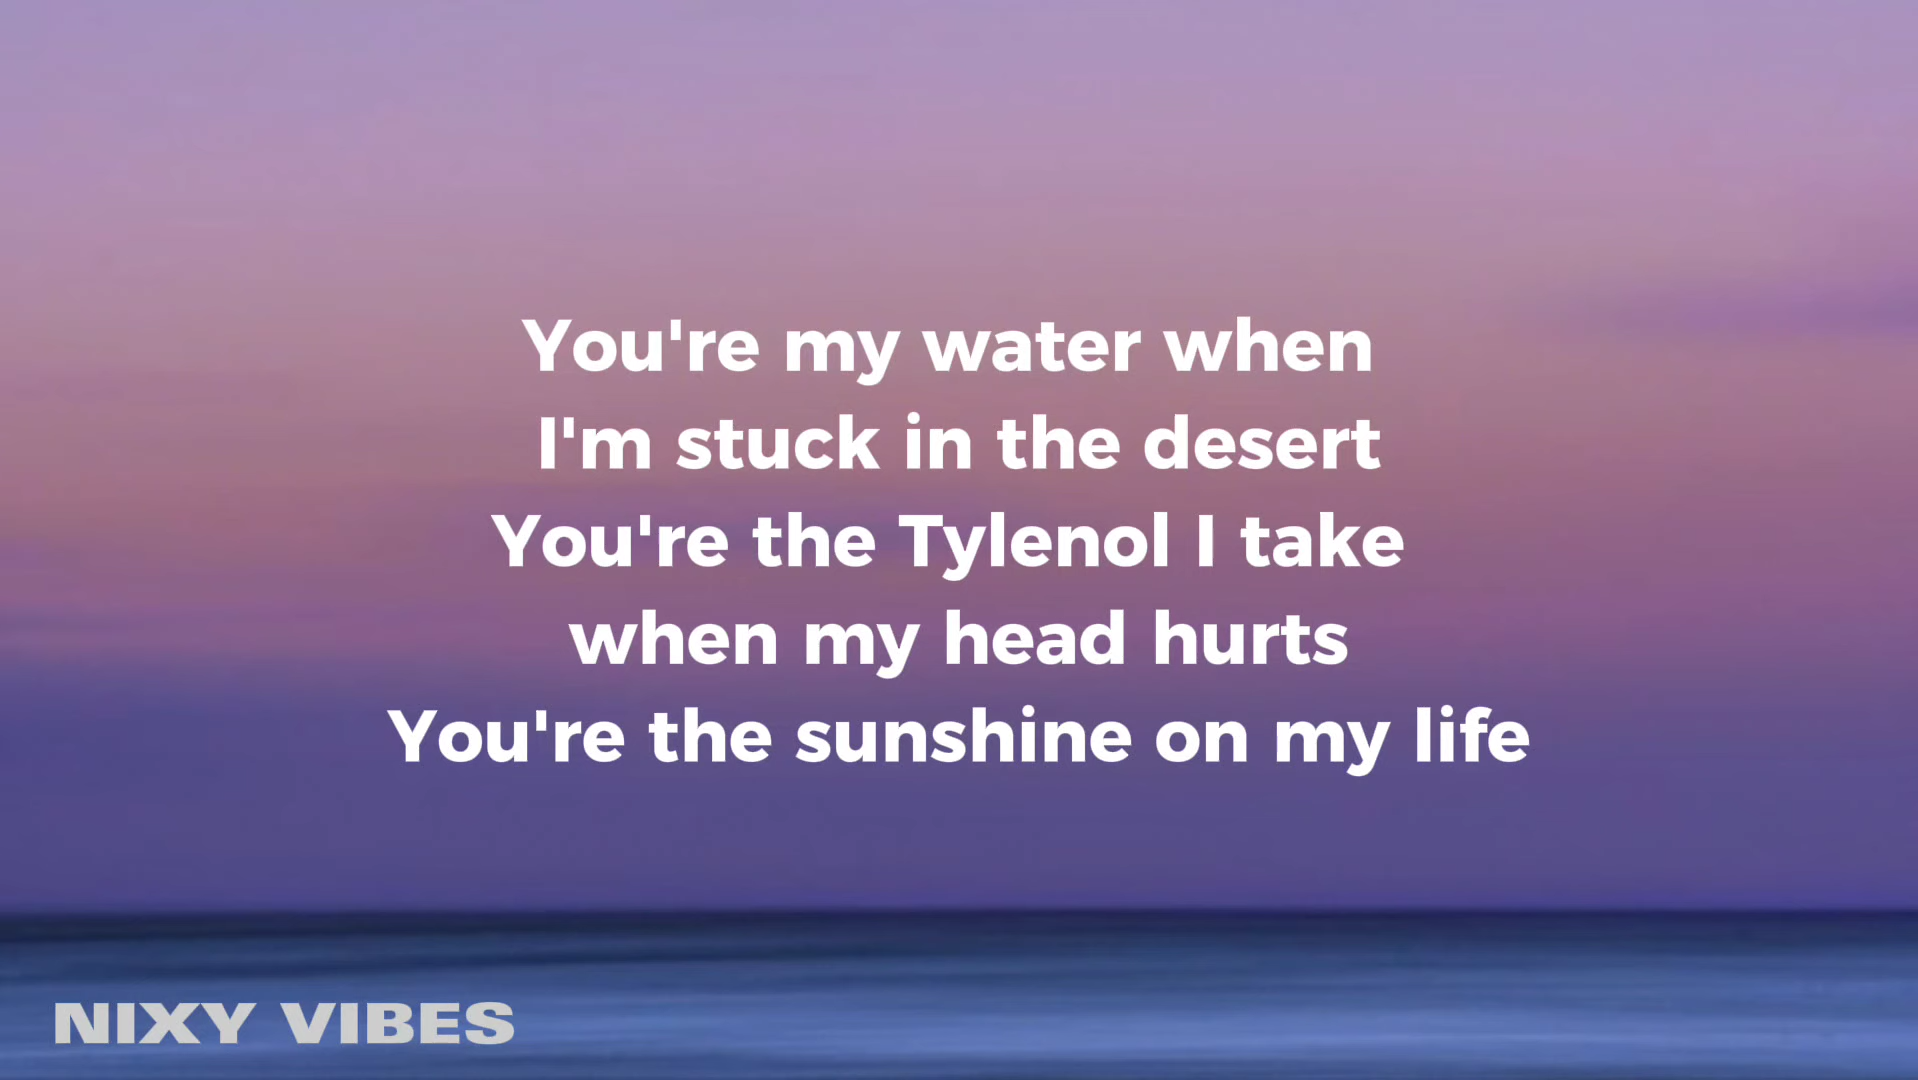 You're my water when
I'm stuck in the desert
You're the Tylenol I take
when my head hurts
You're the sunshine on my life
NIXY VIBES